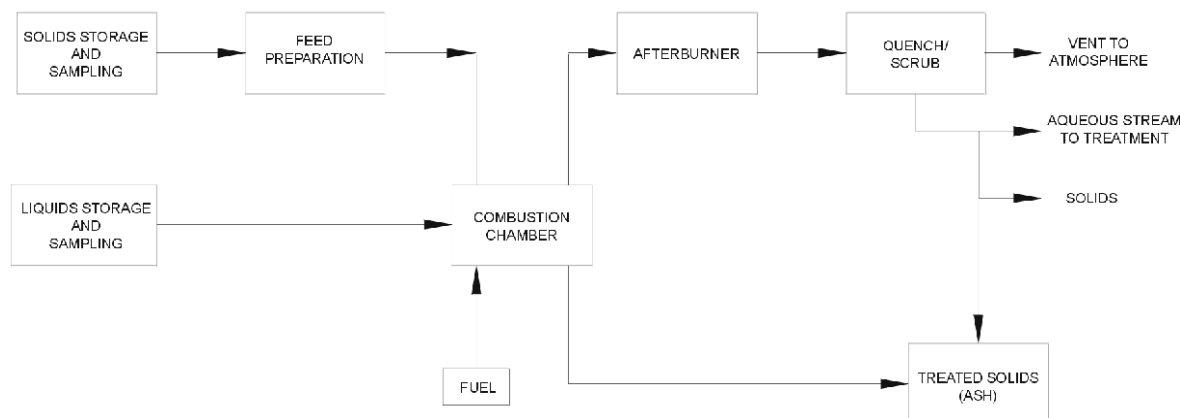 SOLIDS STORAGE
AND
SAMPLING
FEED
PREPARATION
AFTERBURNER
QUENCH/
SCRUB
VENT TO
ATMOSPHERE
AQUEOUS STREAM
TO TREATMENT
SOLIDS
LIQUIDS STORAGE
AND
SAMPLING
COMBUSTION
CHAMBER
FUEL
TREATED SOLIDS
(ASH)